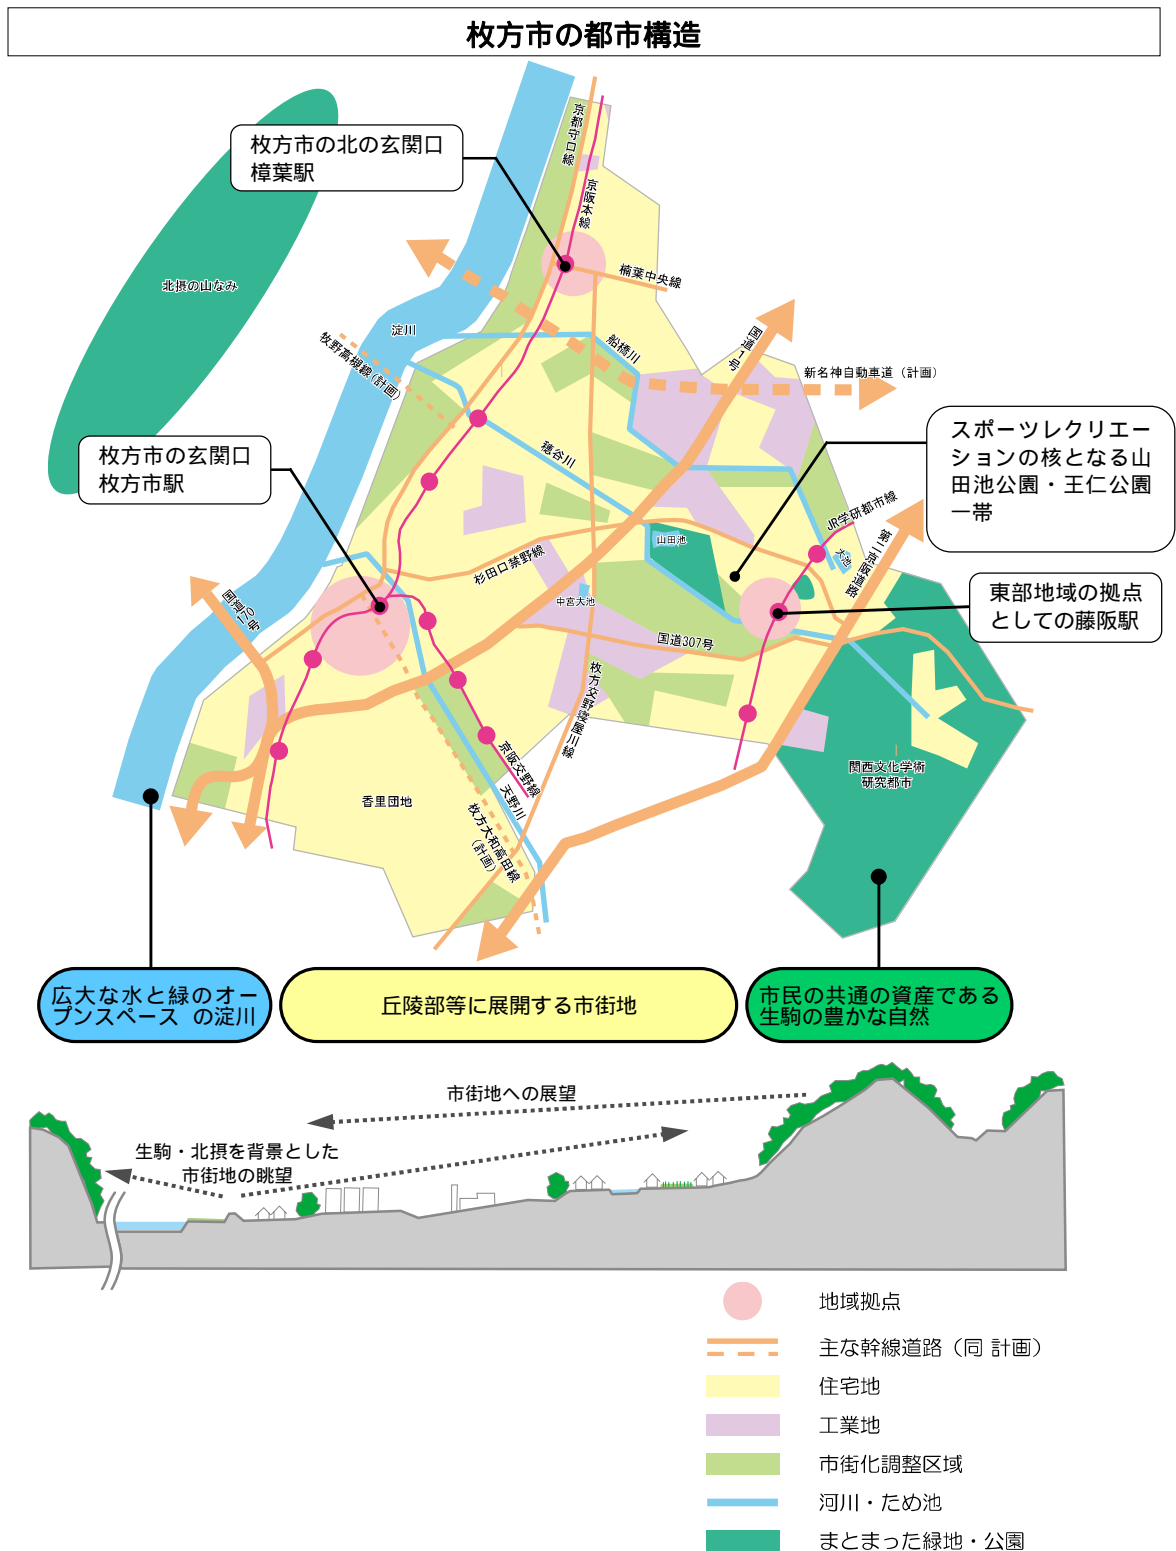 枚方市の都市構造
京都守口線
枚方市の北の玄関口
樟葉駅
京阪本線
楠葉中央線
北摂の山なみ
淀川
枚野高槻線(計画)
船橋川
国道1号
新名神自動車道（計画）
スポーツレクリエー
ションの核となる山
田池公園・王仁公園
一帯
枚方市の玄関口
枚方市駅
穂谷川
JR学研都市線
第二京阪道路
山田池
大池
杉田口禁野線
東部地域の拠点
としての藤阪駅
国道170号
中宮大池
国道307号
枚方交野寝屋川線
京阪交野線
関西文化学術
研究都市
香里団地
天野川
枚方大和高田線
（計画）
広大な水と緑のオー
プンスペース の淀川
丘陵部等に展開する市街地
市民の共通の資産である
生駒の豊かな自然
市街地への展望
生駒・北摂を背景とした
市街地の眺望
地域拠点
主な幹線道路（同 計画）
住宅地
工業地
市街化調整区域
河川・ため池
まとまった緑地・公園